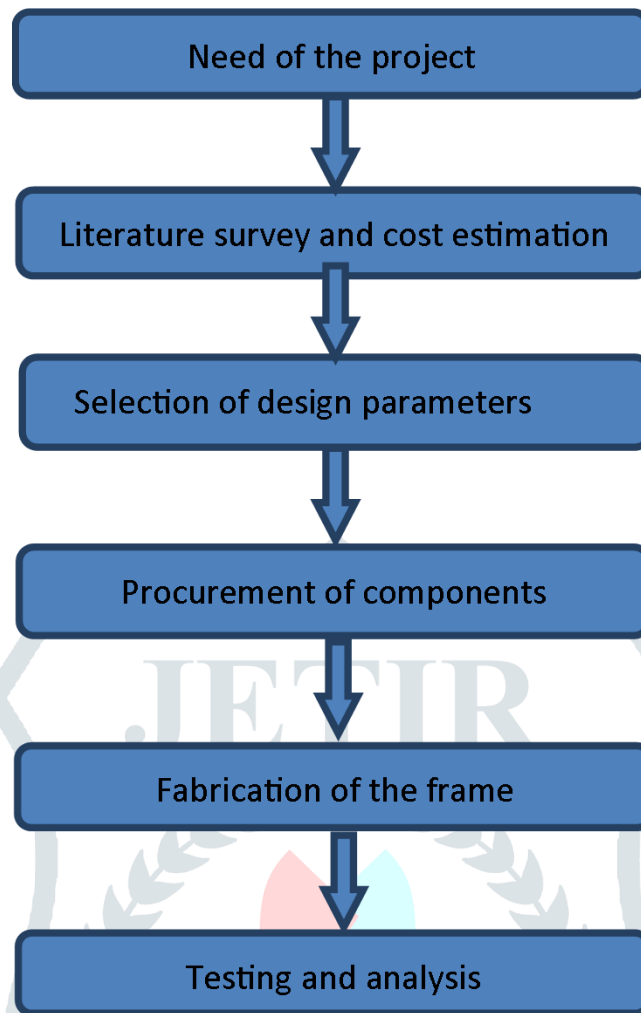 Need of the project
Literature survey and cost estimation
Selection of design parameters
Procurement of components
JETIR
Fabrication of the frame
Testing and analysis